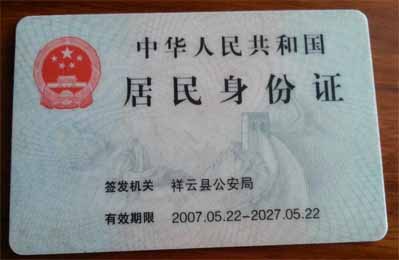 中华人民共和国
居民身份证
签发机关 祥云县公安局
有效期限 2007.05.22-2027.05.22